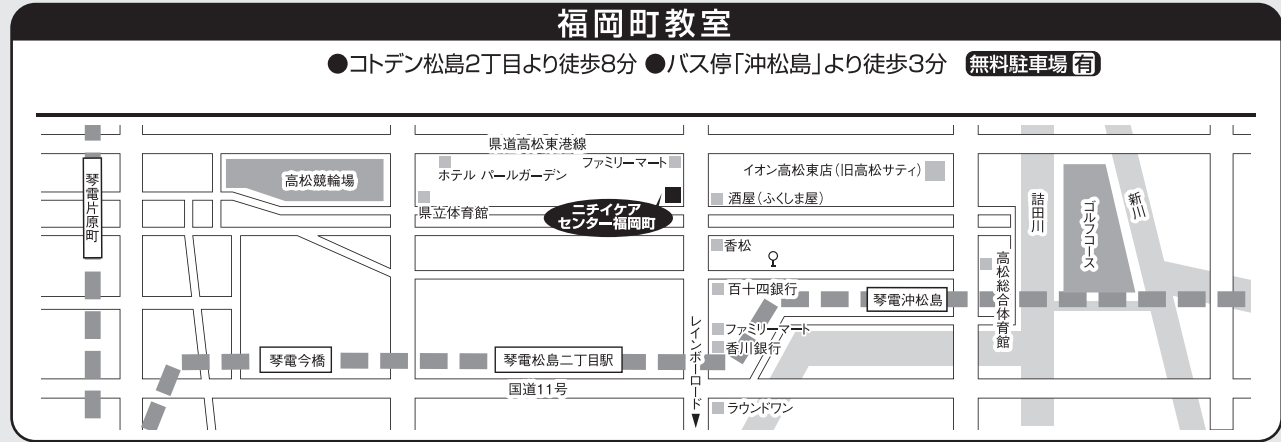 福岡町教室
●コトデン松島2丁目より徒歩8分 ●バス停「沖松島」より徒歩3分 無料駐車場 有
県道高松東港線
琴電片原町
高松競輪場
ホテル パールガーデン
ファミリーマート
県立体育館
ニチイケア
センター福岡町
イオン高松東店(旧高松サティ)
酒屋(ふくしま屋)
香松
百十四銀行
琴電沖松島
高松総合体育館
詰田川
ゴルフコース
新川
ファミリーマート
香川銀行
レインボーロード
琴電今橋
琴電松島二丁目駅
国道11号
ラウンドワン